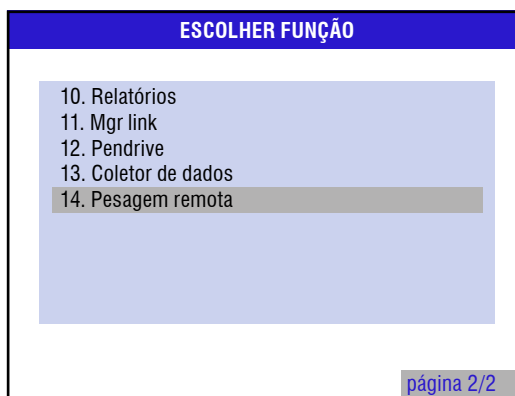 ESCOLHER FUNÇÃO
10. Relatórios
11. Mgr link
12. Pendrive
13. Coletor de dados
14. Pesagem remota
página 2/2